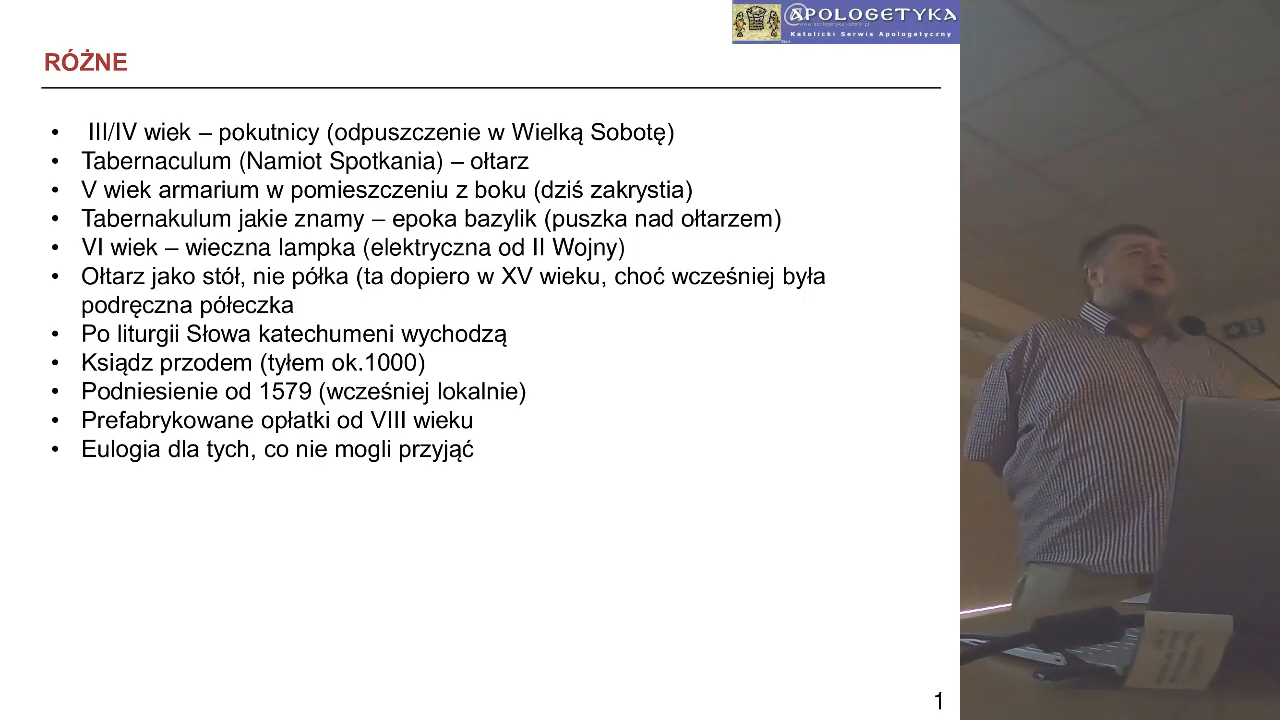 APOLOGETYKA
www.apologetyka.katolik.pl
Katolicki Serwis Apologetyczny
RÓŻNE
• III/IV wiek – pokutnicy (odpuszczenie w Wielką Sobotę)
• Tabernaculum (Namiot Spotkania) – ołtarz
• V wiek armarium w pomieszczeniu z boku (dziś zakrystia)
• Tabernakulum jakie znamy – epoka bazylik (puszka nad ołtarzem)
• VI wiek – wieczna lampka (elektryczna od II Wojny)
• Ołtarz jako stół, nie półka (ta dopiero w XV wieku, choć wcześniej była
podręczna półeczka
• Po liturgii Słowa katechumeni wychodzą
• Ksiądz przodem (tyłem ok.1000)
• Podniesienie od 1579 (wcześniej lokalnie)
• Prefabrykowane opłatki od VIII wieku
• Eulogia dla tych, co nie mogli przyjąć
1